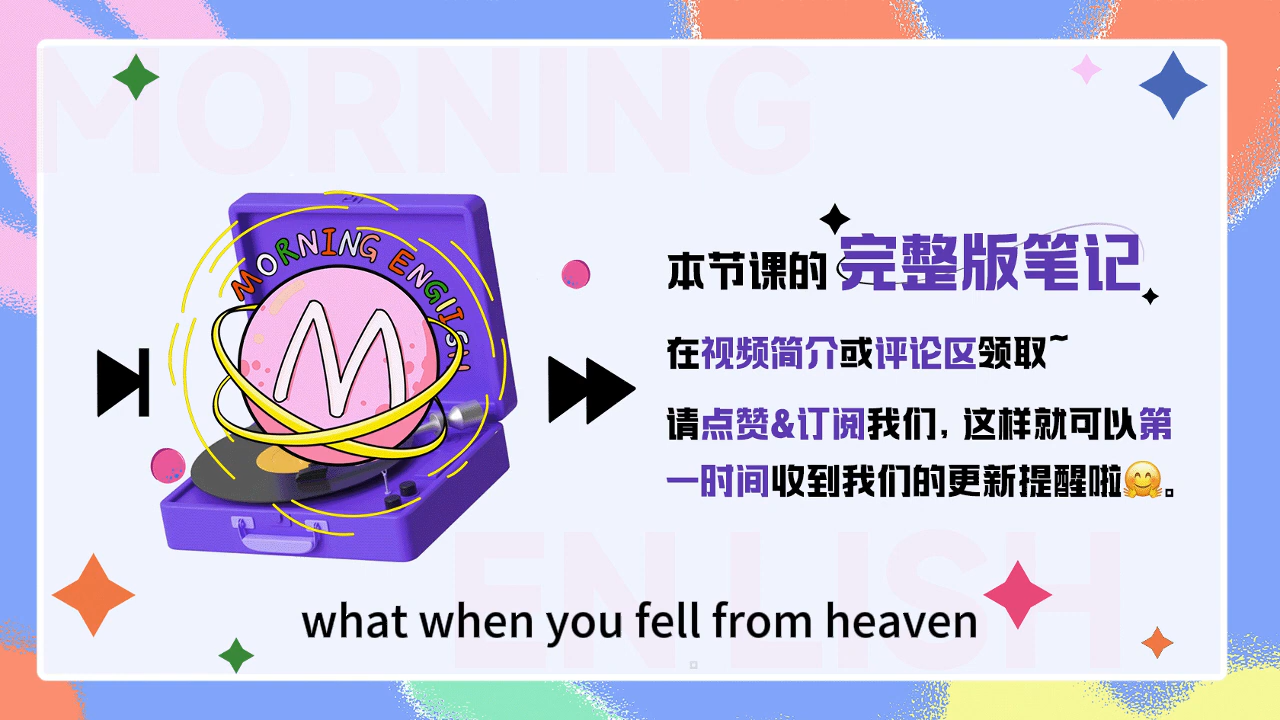 MORNING
MORNING ENGLISH
M
本节课的 完整版笔记
在视频简介或评论区领取~
请点赞&订阅我们, 这样就可以第
一时间收到我们的更新提醒啦🤗。
EN LISH
what when you fell from heaven